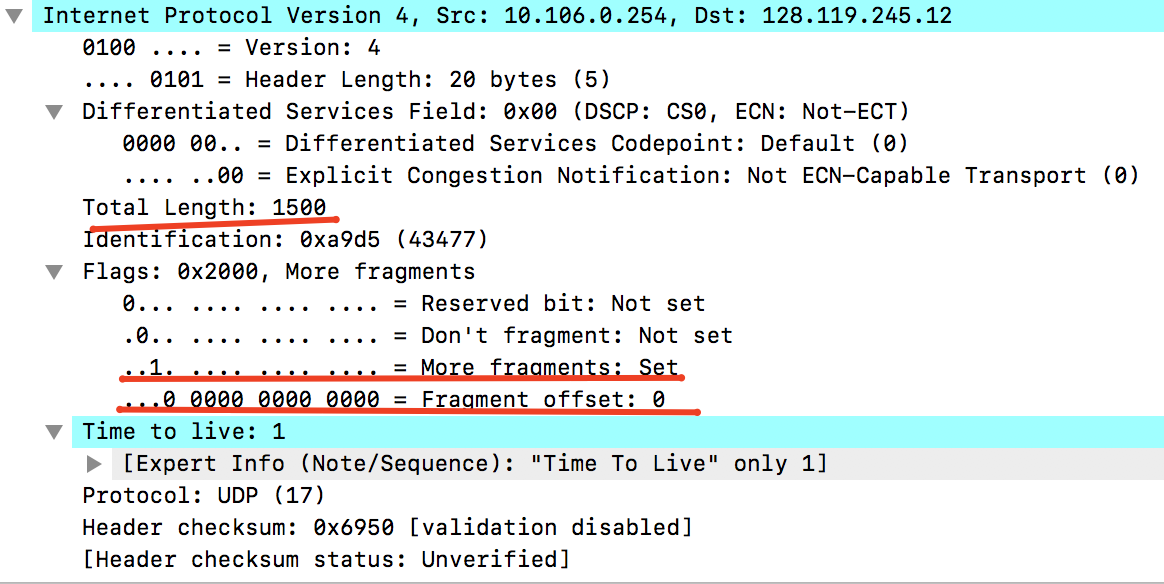 Internet Protocol Version 4, Src: 10.106.0.254, Dst: 128.119.245.12
0100 .... = Version: 4
.... 0101 = Header Length: 20 bytes (5)
Differentiated Services Field: 0x00 (DSCP: CS0, ECN: Not-ECT)
0000 00.. = Differentiated Services Codepoint: Default (0)
.... ..00 = Explicit Congestion Notification: Not ECN-Capable Transport (0)
Total Length: 1500
Identification: 0xa9d5 (43477)
Flags: 0x2000, More fragments
0... .... .... .... = Reserved bit: Not set
.0.. .... .... .... = Don't fragment: Not set
..1. .... .... .... = More fragments: Set
...0 0000 0000 0000 = Fragment offset: 0
Time to live: 1
[Expert Info (Note/Sequence): "Time To Live" only 1]
Protocol: UDP (17)
Header checksum: 0x6950 [validation disabled]
[Header checksum status: Unverified]